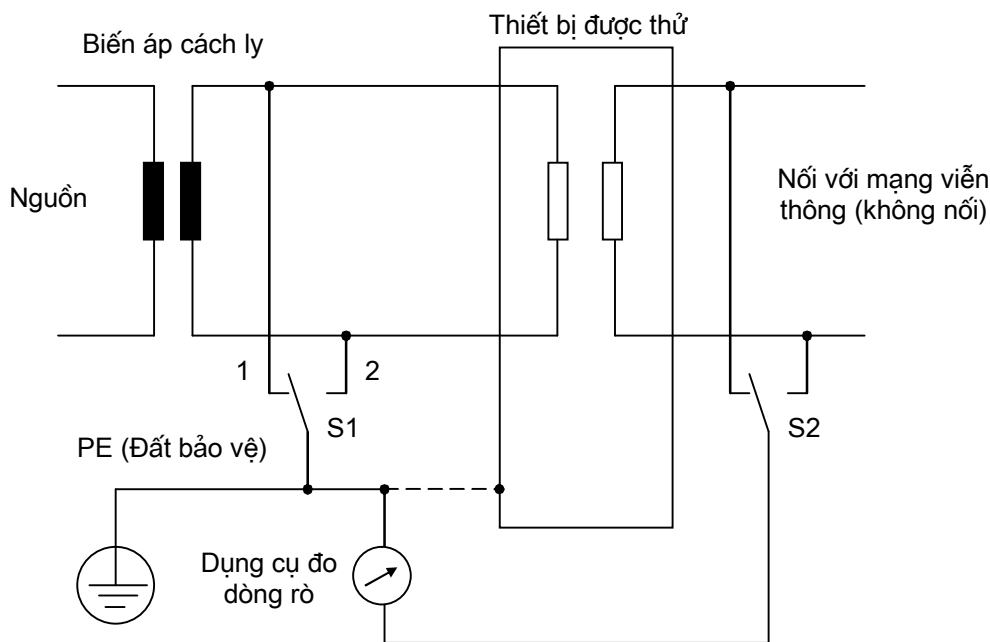 Thiết bị được thử
Biến áp cách ly
Nguồn
Nối với mạng viễn
thông (không nối)
1
2
S1
S2
PE (Đất bảo vệ)
Dụng cụ đo
dòng rò